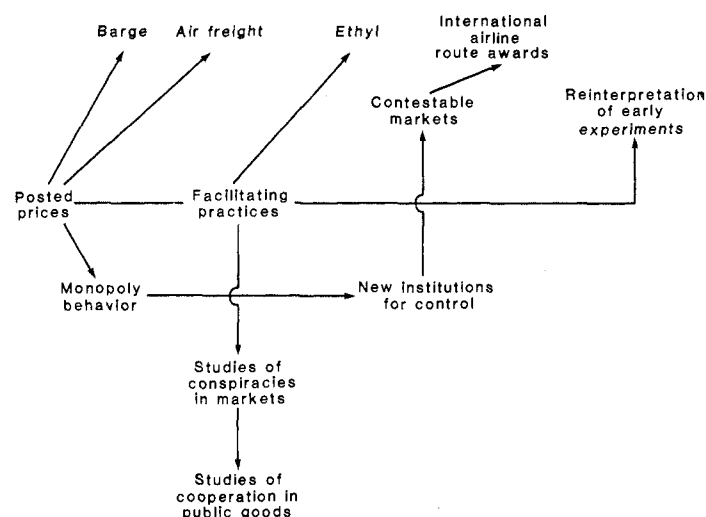 International
airline
route awards
Barge
Air freight
Ethyl
Contestable
markets
Reinterpretation
of early
experiments
Posted
prices
Facilitating
practices
Monopoly
behavior
New institutions
for control
Studies of
conspiracies
in markets
Studies of
cooperation in
public goods